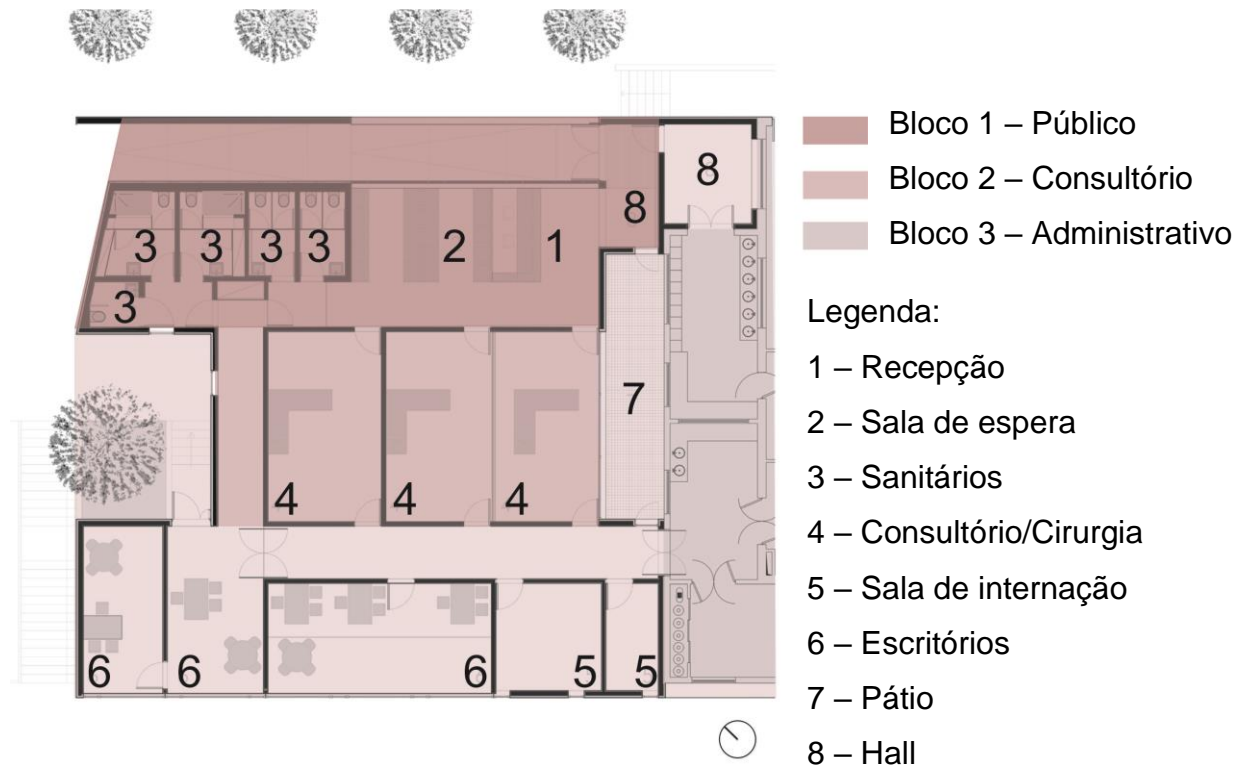 8
8
3
3
3
3
2
1
3
7
4
4
4
6
6
6
5
5
Bloco 1 – Público
Bloco 2 – Consultório
Bloco 3 – Administrativo
Legenda:
1 – Recepção
2 – Sala de espera
3 – Sanitários
4 – Consultório/Cirurgia
5 – Sala de internação
6 – Escritórios
7 – Pátio
8 – Hall